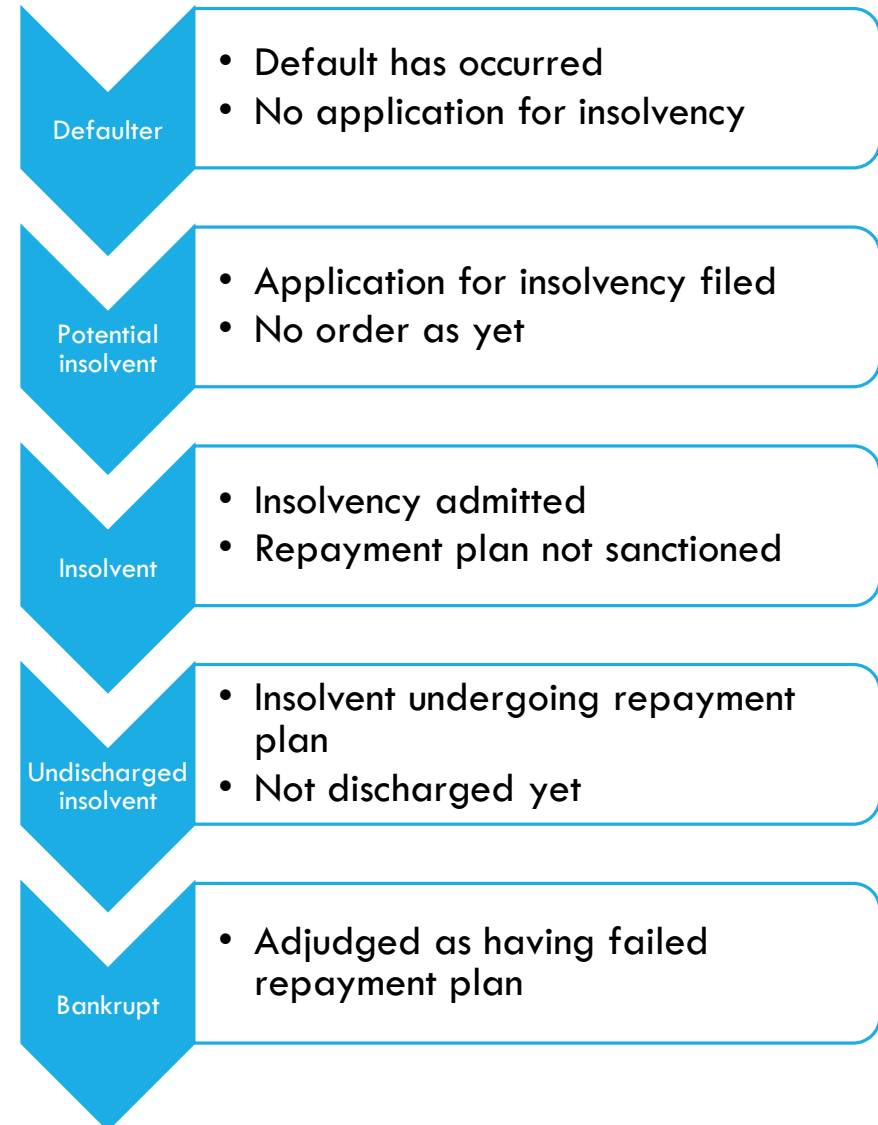 Defaulter
• Default has occurred
• No application for insolvency
Potential
insolvent
• Application for insolvency filed
• No order as yet
Insolvent
• Insolvency admitted
• Repayment plan not sanctioned
Undischarged
insolvent
• Insolvent undergoing repayment
plan
• Not discharged yet
Bankrupt
• Adjudged as having failed
repayment plan